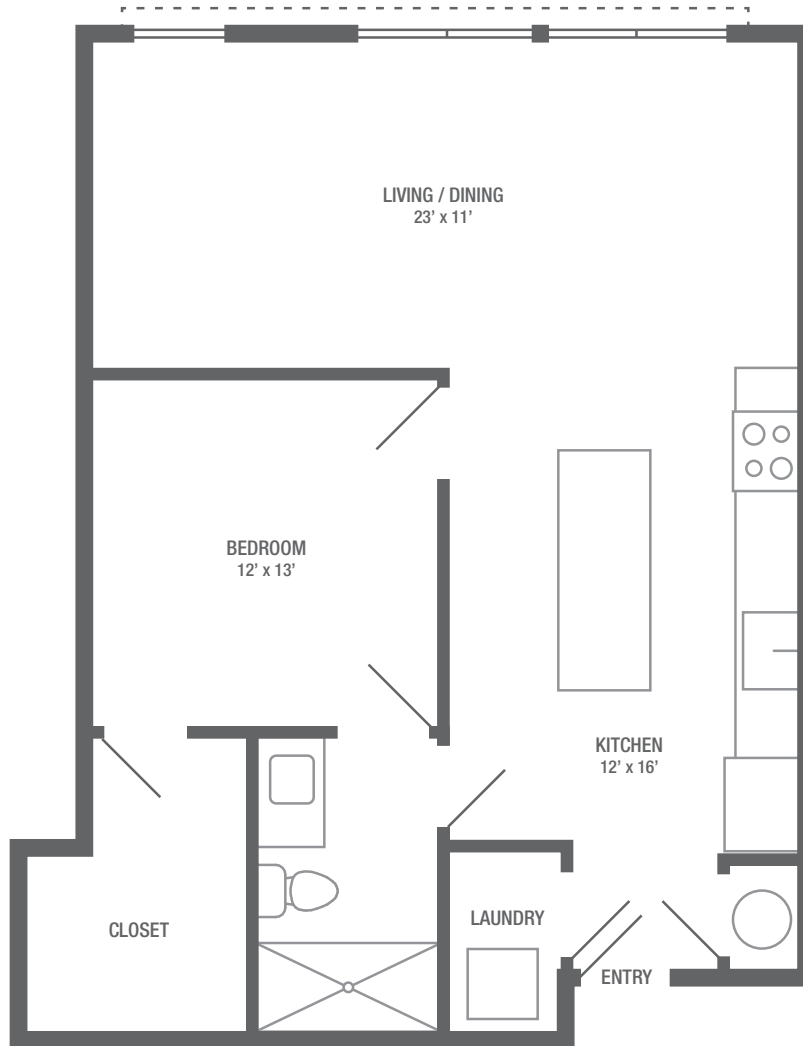 LIVING / DINING
23’ x 11’
BEDROOM
12’ x 13’
KITCHEN
12’ x 16’
CLOSET
LAUNDRY
ENTRY